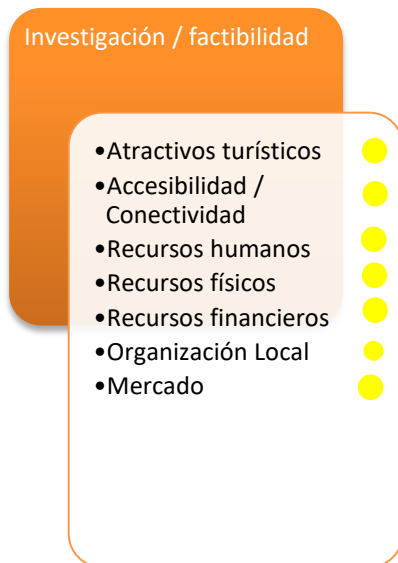 Investigación / factibilidad
•Atractivos turísticos
•Accesibilidad /
Conectividad
•Recursos humanos
•Recursos físicos
•Recursos financieros
•Organización Local
•Mercado